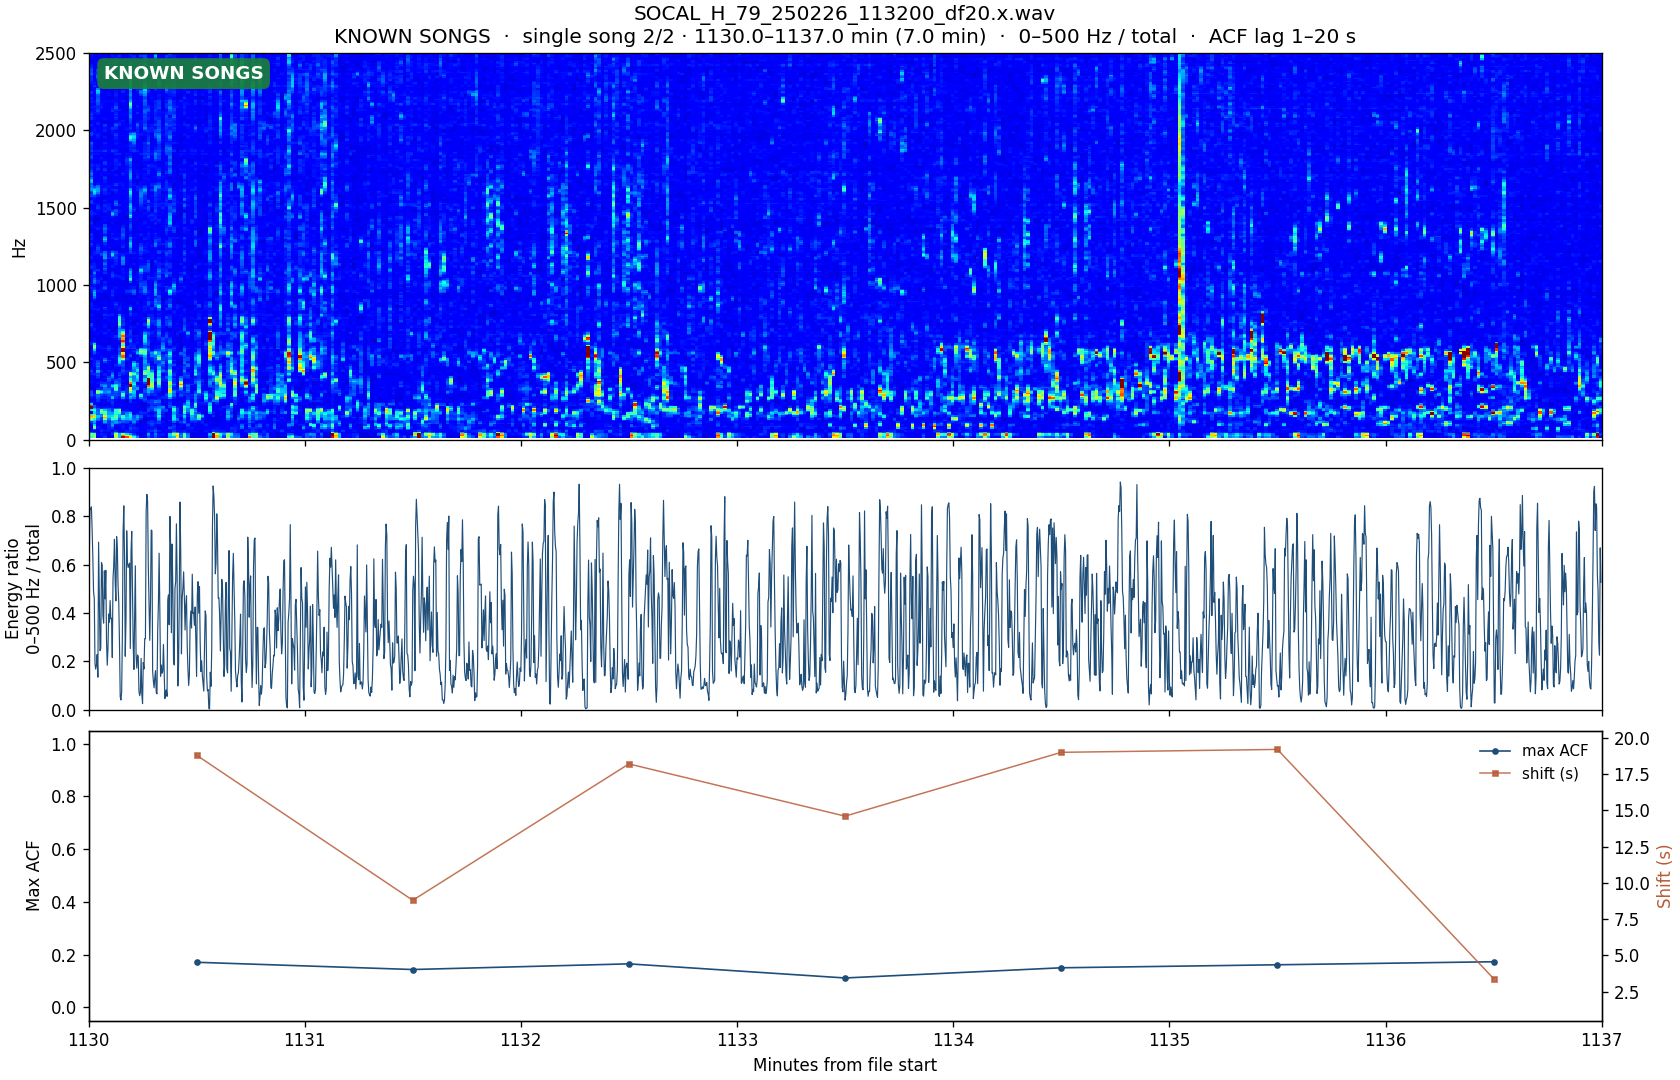 SOCAL_H_79_250226_113200_df20.x.wav
KNOWN SONGS · single song 2/2 · 1130.0–1137.0 min (7.0 min) · 0–500 Hz / total · ACF lag 1–20 s
KNOWN SONGS
2500
2000
1500
1000
500
0
Hz
1.0
0.8
0.6
0.4
0.2
0.0
Energy ratio
0–500 Hz / total
1.0
0.8
0.6
0.4
0.2
0.0
Max ACF
max ACF
shift (s)
20.0
17.5
15.0
12.5
10.0
7.5
5.0
2.5
Shift (s)
1130 1131 1132 1133 1134 1135 1136 1137
Minutes from file start